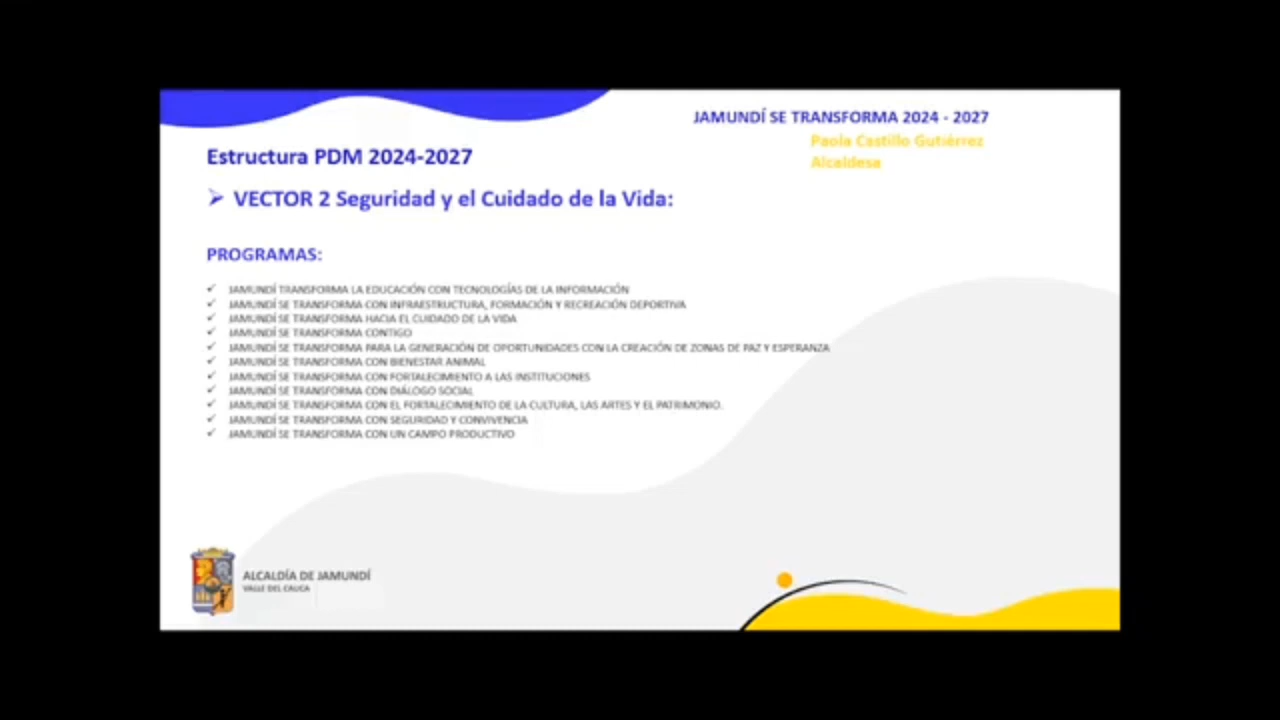 JAMUNDÍ SE TRANSFORMA 2024 - 2027
Paola Castillo Gutiérrez
Alcaldesa
Estructura PDM 2024-2027
VECTOR 2 Seguridad y el Cuidado de la Vida:
PROGRAMAS:
JAMUNDÍ TRANSFORMA LA EDUCACIÓN CON TECNOLOGÍAS DE LA INFORMACIÓN
JAMUNDÍ SE TRANSFORMA CON INFRAESTRUCTURA, FORMACIÓN Y RECREACIÓN DEPORTIVA
JAMUNDÍ SE TRANSFORMA HACIA EL CUIDADO DE LA VIDA
JAMUNDÍ SE TRANSFORMA CONTIGO
JAMUNDÍ SE TRANSFORMA PARA LA GENERACIÓN DE OPORTUNIDADES CON LA CREACIÓN DE ZONAS DE PAZ Y ESPERANZA
JAMUNDÍ SE TRANSFORMA CON BIENESTAR ANIMAL
JAMUNDÍ SE TRANSFORMA CON FORTALECIMIENTO A LAS INSTITUCIONES
JAMUNDÍ SE TRANSFORMA CON DIÁLOGO SOCIAL
JAMUNDÍ SE TRANSFORMA CON EL FORTALECIMIENTO DE LA CULTURA, LAS ARTES Y EL PATRIMONIO.
JAMUNDÍ SE TRANSFORMA CON SEGURIDAD Y CONVIVENCIA
JAMUNDÍ SE TRANSFORMA CON UN CAMPO PRODUCTIVO
ALCALDÍA DE JAMUNDÍ
VALLE DEL CAUCA